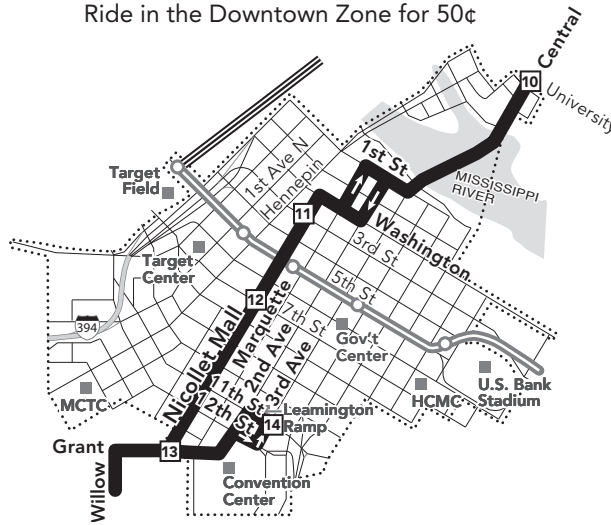 Ride in the Downtown Zone for 50¢
Central
10
University
1st St
MISSISSIPPI
RIVER
Target
Field
1st Ave N
Hennepin
11
Washington
3rd St
Target
Center
5th St
394
12
Nicollet Mall
Marquette
7th St
2nd Ave
3rd Ave
Gov't
Center
11th St
12th St
MCTC
HCMC
U.S. Bank
Stadium
Leamington
Ramp
14
Grant
13
Willow
Convention
Center